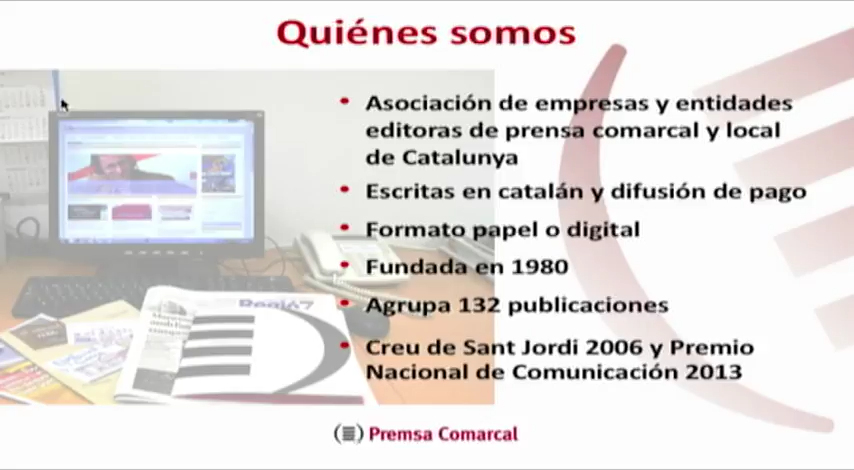 Quiénes somos
• Asociación de empresas y entidades
editoras de prensa comarcal y local
de Catalunya
• Escritas en catalán y difusión de pago
• Formato papel o digital
• Fundada en 1980
• Agrupa 132 publicaciones
• Creu de Sant Jordi 2006 y Premio
Nacional de Comunicación 2013
Regió7
Premsa Comarcal